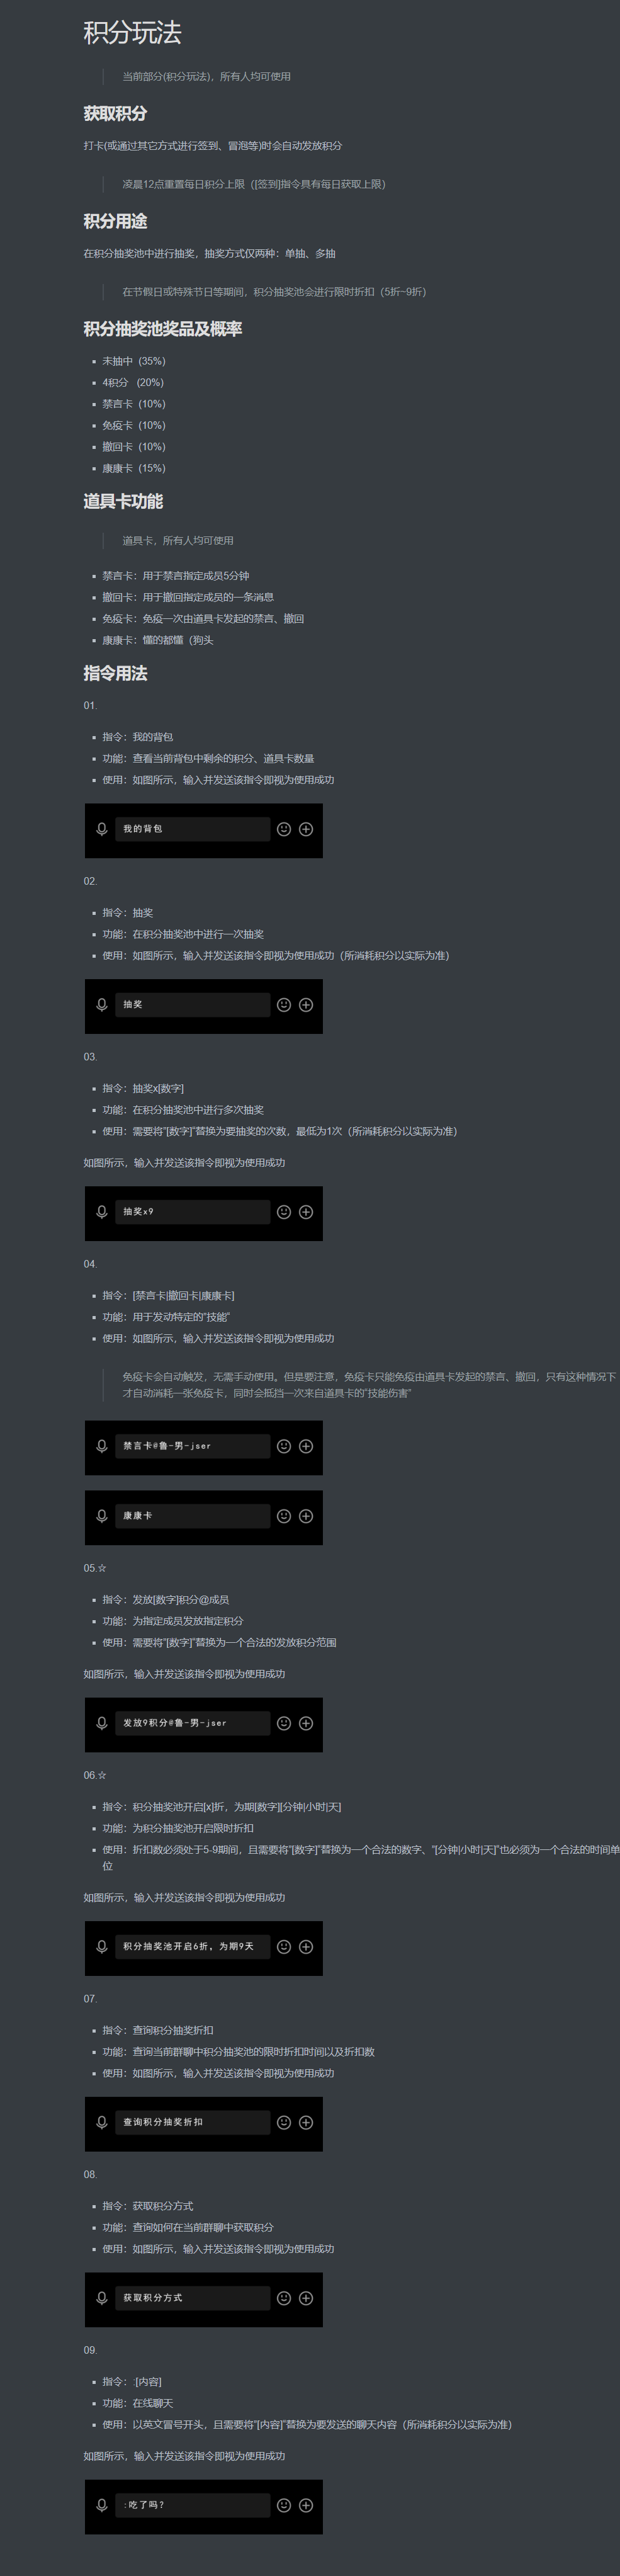 积分玩法
当前部分(积分玩法)，所有人均可使用
获取积分
打卡(或通过其它方式进行签到、冒泡等)时会自动发放积分
凌晨12点重置每日积分上限（[签到]指令具有每日获取上限）
积分用途
在积分抽奖池中进行抽奖，抽奖方式仅两种：单抽、多抽
在节假日或特殊节日等期间，积分抽奖池会进行限时折扣（5折~9折）
积分抽奖池奖品及概率
未抽中（35%）
4积分 （20%）
禁言卡（10%）
免疫卡（10%）
撤回卡（10%）
康康卡（15%）
道具卡功能
道具卡，所有人均可使用
禁言卡：用于禁言指定成员5分钟
撤回卡：用于撤回指定成员的一条消息
免疫卡：免疫一次由道具卡发起的禁言、撤回
康康卡：懂的都懂（狗头
指令用法
01.
指令：我的背包
功能：查看当前背包中剩余的积分、道具卡数量
使用：如图所示，输入并发送该指令即视为使用成功
我的背包
02.
指令：抽奖
功能：在积分抽奖池中进行一次抽奖
使用：如图所示，输入并发送该指令即视为使用成功（所消耗积分以实际为准）
抽奖
03.
指令：抽奖x[数字]
功能：在积分抽奖池中进行多次抽奖
使用：需要将"[数字]"替换为要抽奖的次数，最低为1次（所消耗积分以实际为准）
如图所示，输入并发送该指令即视为使用成功
抽奖x9
04.
指令：[禁言卡|撤回卡|康康卡]
功能：用于发动特定的"技能"
使用：如图所示，输入并发送该指令即视为使用成功
免疫卡会自动触发，无需手动使用。但是要注意，免疫卡只能免疫由道具卡发起的禁言、撤回，只有这种情况下
才自动消耗一张免疫卡，同时会抵挡一次来自道具卡的"技能伤害"
禁言卡@鲁-男-jser
康康卡
05.☆
指令：发放[数字]积分@成员
功能：为指定成员发放指定积分
使用：需要将"[数字]"替换为一个合法的发放积分范围
如图所示，输入并发送该指令即视为使用成功
发放9积分@鲁-男-jser
06.☆
指令：积分抽奖池开启[x]折，为期[数字][分钟|小时|天]
功能：为积分抽奖池开启限时折扣
使用：折扣数必须处于5-9期间，且需要将"[数字]"替换为一个合法的数字、"[分钟|小时|天]"也必须为一个合法的时间单
位
如图所示，输入并发送该指令即视为使用成功
积分抽奖池开启6折，为期9天
07.
指令：查询积分抽奖折扣
功能：查询当前群聊中积分抽奖池的限时折扣时间以及折扣数
使用：如图所示，输入并发送该指令即视为使用成功
查询积分抽奖折扣
08.
指令：获取积分方式
功能：查询如何在当前群聊中获取积分
使用：如图所示，输入并发送该指令即视为使用成功
获取积分方式
09.
指令：:[内容]
功能：在线聊天
使用：以英文冒号开头，且需要将"[内容]"替换为要发送的聊天内容（所消耗积分以实际为准）
如图所示，输入并发送该指令即视为使用成功
:吃了吗？